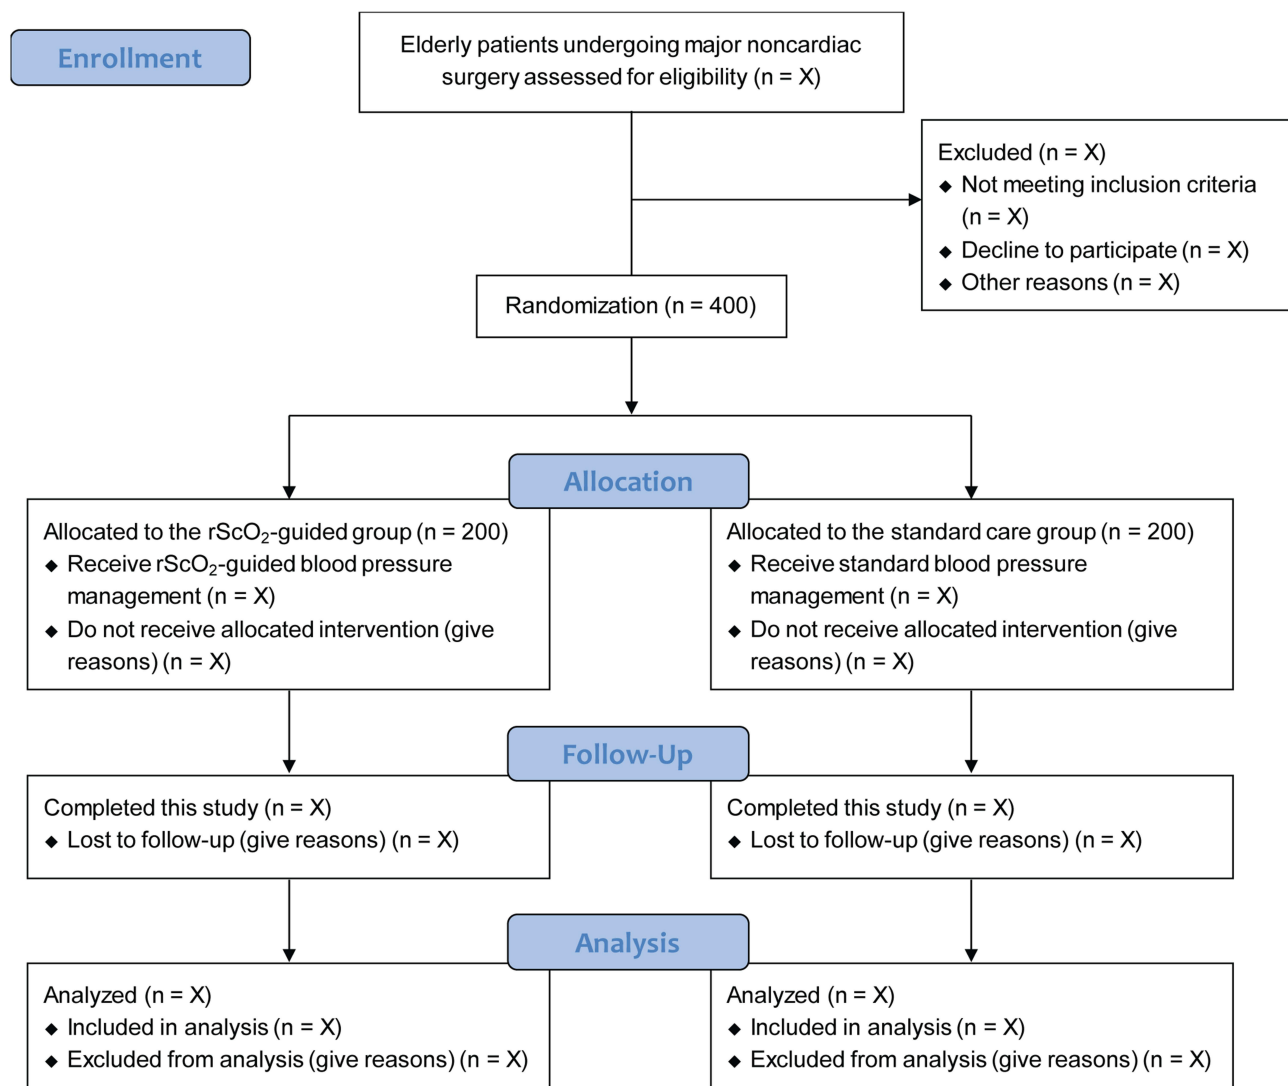 Enrollment
Elderly patients undergoing major noncardiac
surgery assessed for eligibility (n = X)
Excluded (n = X)
◆ Not meeting inclusion criteria
(n = X)
◆ Decline to participate (n = X)
◆ Other reasons (n = X)
Randomization (n = 400)
Allocation
Allocated to the rScO₂-guided group (n = 200)
◆ Receive rScO₂-guided blood pressure
management (n = X)
◆ Do not receive allocated intervention (give
reasons) (n = X)
Allocated to the standard care group (n = 200)
◆ Receive standard blood pressure
management (n = X)
◆ Do not receive allocated intervention (give
reasons) (n = X)
Follow-Up
Completed this study (n = X)
◆ Lost to follow-up (give reasons) (n = X)
Completed this study (n = X)
◆ Lost to follow-up (give reasons) (n = X)
Analysis
Analyzed (n = X)
◆ Included in analysis (n = X)
◆ Excluded from analysis (give reasons) (n = X)
Analyzed (n = X)
◆ Included in analysis (n = X)
◆ Excluded from analysis (give reasons) (n = X)